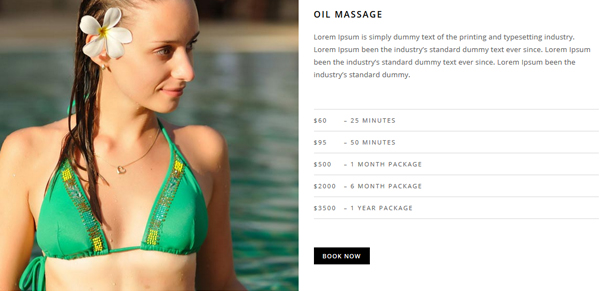 OIL MASSAGE
Lorem Ipsum is simply dummy text of the printing and typesetting industry.
Lorem Ipsum been the industry's standard dummy text ever since. Lorem Ipsum
been the industry's standard dummy text ever since. Lorem Ipsum been the
industry's standard dummy.
$60 – 25 MINUTES
$95 – 50 MINUTES
$500 – 1 MONTH PACKAGE
$2000 – 6 MONTH PACKAGE
$3500 – 1 YEAR PACKAGE
BOOK NOW